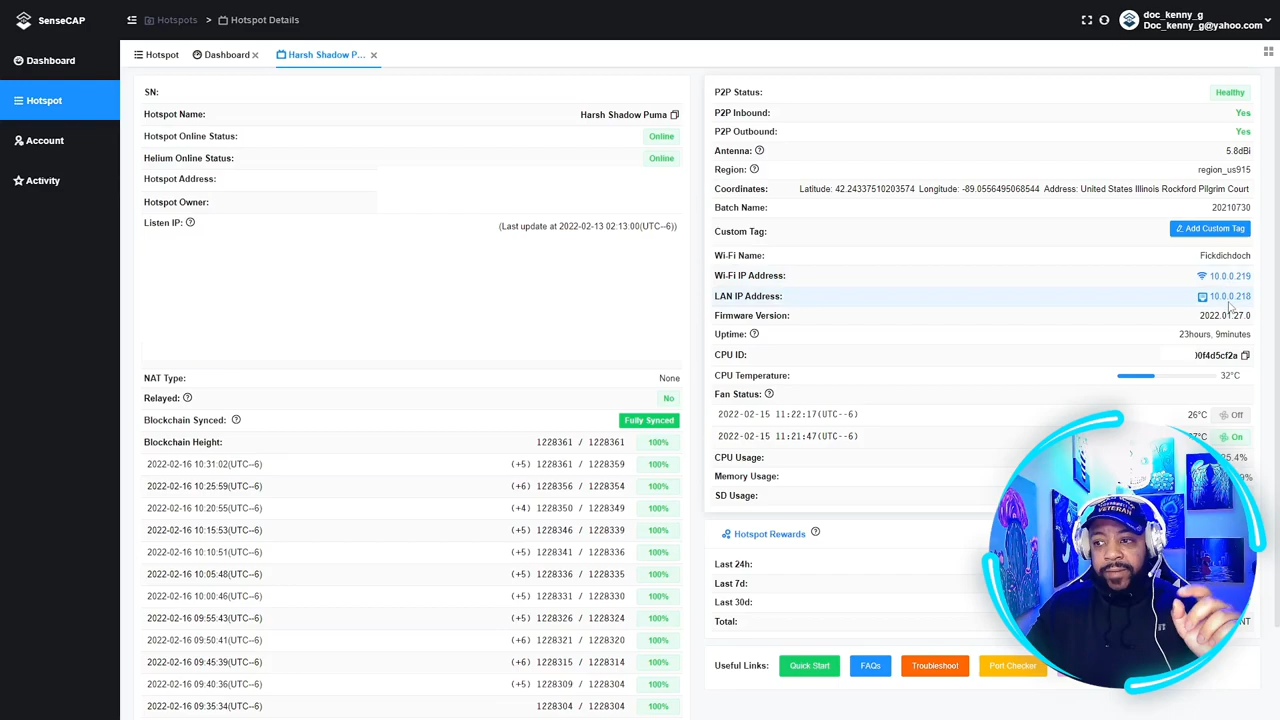 SenseCAP
Hotspots > Hotspot Details
doc_kenny_g
Doc_kenny_g@yahoo.com
Dashboard
Hotspot
Account
Activity
Hotspot Dashboard Harsh Shadow P...
SN:
Hotspot Name: Harsh Shadow Puma
Hotspot Online Status: Online
Helium Online Status: Online
Hotspot Address:
Hotspot Owner:
Listen IP: (Last update at 2022-02-13 02:13:00(UTC--6))
NAT Type: None
Relayed: No
Blockchain Synced: Fully Synced
Blockchain Height: 1228361 / 1228361 100%
2022-02-16 10:31:02(UTC--6) (+5) 1228361 / 1228359 100%
2022-02-16 10:25:59(UTC--6) (+6) 1228356 / 1228354 100%
2022-02-16 10:20:55(UTC--6) (+4) 1228350 / 1228349 100%
2022-02-16 10:15:53(UTC--6) (+5) 1228346 / 1228339 100%
2022-02-16 10:10:51(UTC--6) (+5) 1228341 / 1228336 100%
2022-02-16 10:05:48(UTC--6) (+5) 1228336 / 1228335 100%
2022-02-16 10:00:46(UTC--6) (+5) 1228331 / 1228330 100%
2022-02-16 09:55:43(UTC--6) (+5) 1228326 / 1228324 100%
2022-02-16 09:50:41(UTC--6) (+6) 1228321 / 1228320 100%
2022-02-16 09:45:39(UTC--6) (+6) 1228315 / 1228314 100%
2022-02-16 09:40:36(UTC--6) (+5) 1228309 / 1228304 100%
2022-02-16 09:35:34(UTC--6) 1228304 / 1228304 100%
P2P Status: Healthy
P2P Inbound: Yes
P2P Outbound: Yes
Antenna: 5.8dBi
Region: region_us915
Coordinates: Latitude: 42.24337510203574 Longitude: -89.0556495068544 Address: United States Illinois Rockford Pilgrim Court
Batch Name: 20210730
Custom Tag: Add Custom Tag
Wi-Fi Name: Fickdichdoch
Wi-Fi IP Address: 10.0.0.219
LAN IP Address: 10.0.0.218
Firmware Version: 2022.01.27.0
Uptime: 23hours, 9minutes
CPU ID: 00f4d5cf2a
CPU Temperature: 32°C
Fan Status:
2022-02-15 11:22:17(UTC--6) 26°C Off
2022-02-15 11:21:47(UTC--6) 7°C On
CPU Usage: 5.4%
Memory Usage: %
SD Usage:
Hotspot Rewards
Last 24h:
Last 7d:
Last 30d:
Total: NT
Useful Links: Quick Start FAQs Troubleshoot Port Checker
VETERAN